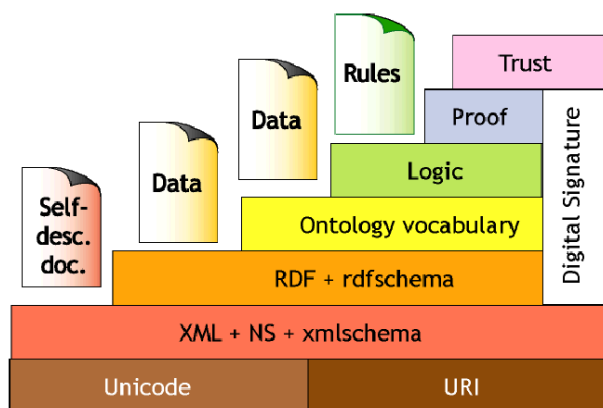 Rules
Trust
Data
Proof
Data
Logic
Self-
desc.
doc.
Ontology vocabulary
Digital Signature
RDF + rdfschema
XML + NS + xmlschema
Unicode
URI